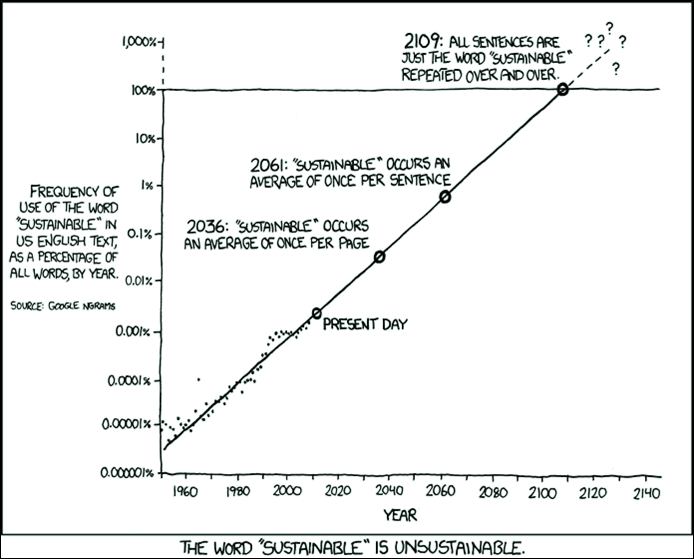 1,000%
100%
10%
1%
0.1%
0.01%
0.001%
0.0001%
0.00001%
0.000001%
FREQUENCY OF
USE OF THE WORD
"SUSTAINABLE" IN
US ENGLISH TEXT,
AS A PERCENTAGE OF
ALL WORDS, BY YEAR.
SOURCE: GOOGLE NGRAMS
2109: ALL SENTENCES ARE
JUST THE WORD "SUSTAINABLE"
REPEATED OVER AND OVER.
? ? ? ? ?
2061: "SUSTAINABLE" OCCURS AN
AVERAGE OF ONCE PER SENTENCE
2036: "SUSTAINABLE" OCCURS
AN AVERAGE OF ONCE PER PAGE
PRESENT DAY
1960 1980 2000 2020 2040 2060 2080 2100 2120 2140
YEAR
THE WORD "SUSTAINABLE" IS UNSUSTAINABLE.